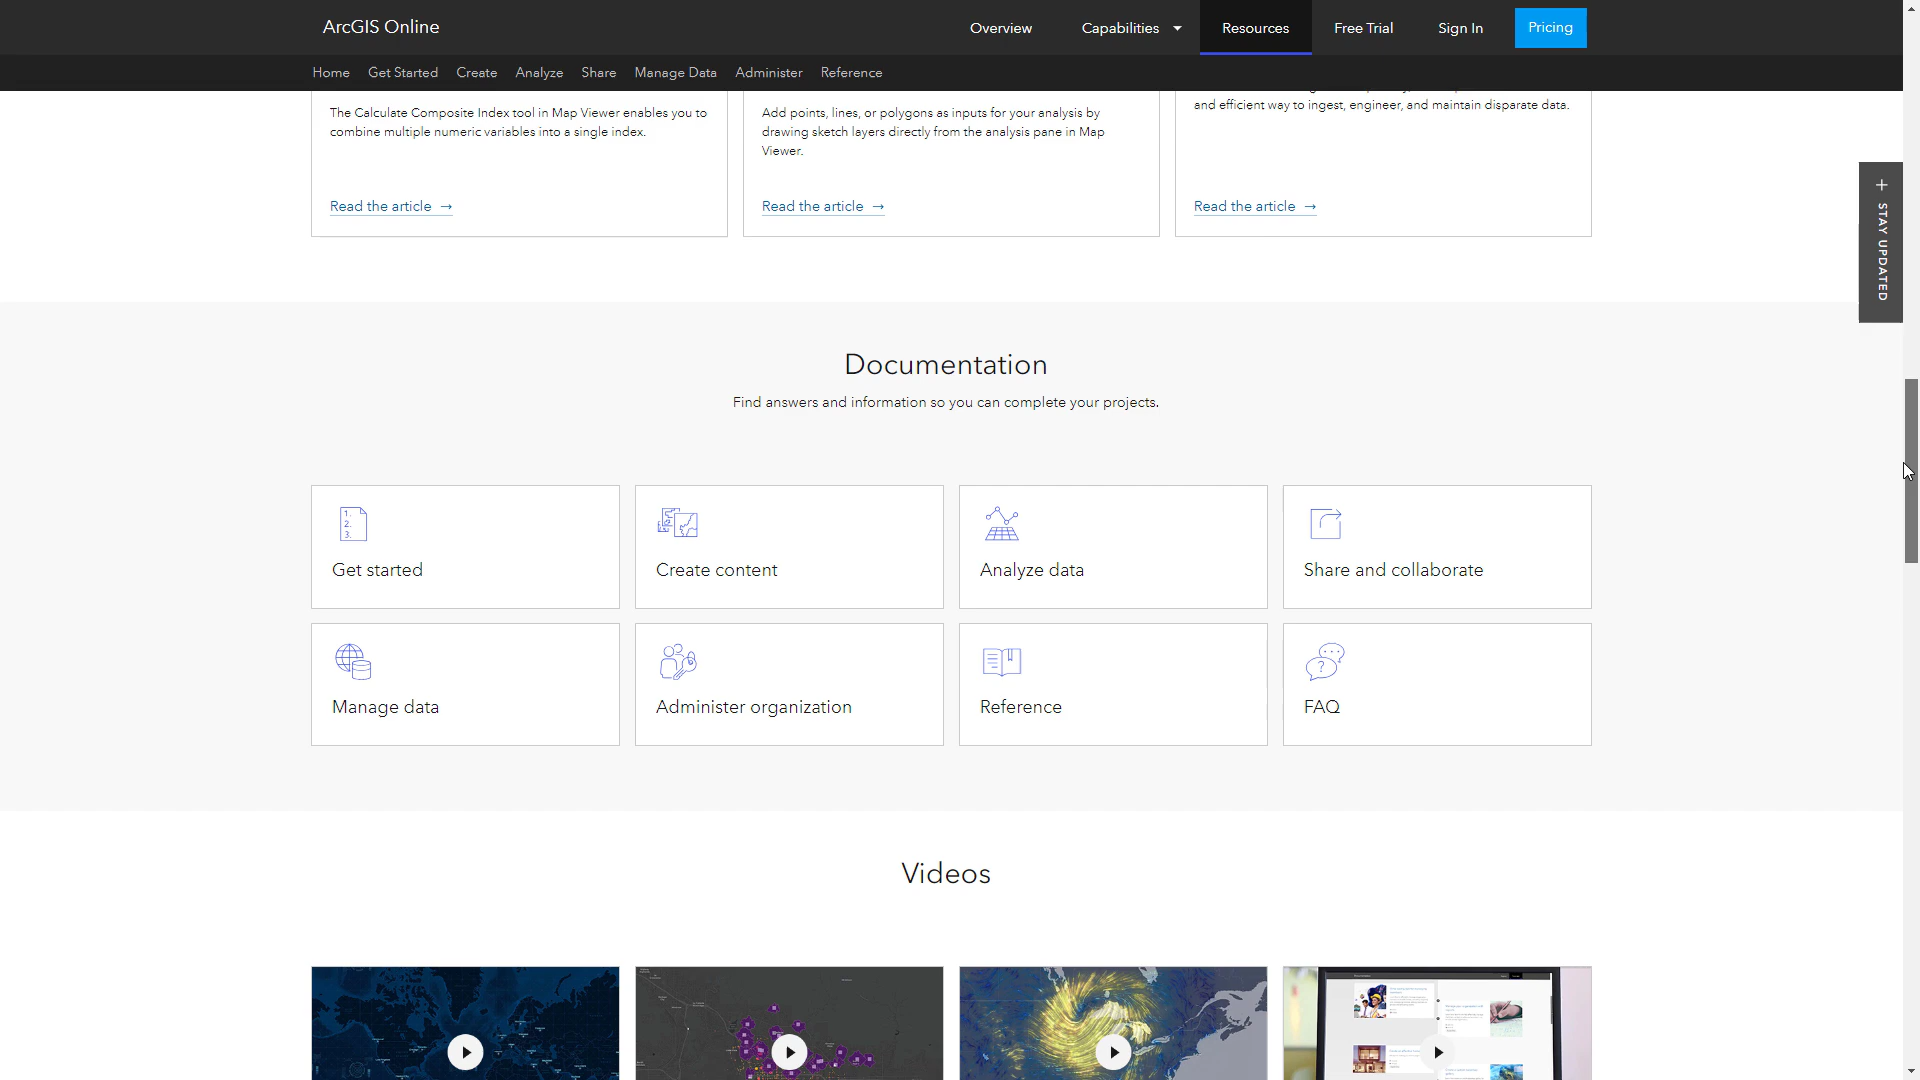 ArcGIS Online
Overview
Capabilities
Resources
Free Trial
Sign In
Pricing
Home
Get Started
Create
Analyze
Share
Manage Data
Administer
Reference
The Calculate Composite Index tool in Map Viewer enables you to
combine multiple numeric variables into a single index.
Read the article →
Add points, lines, or polygons as inputs for your analysis by
drawing sketch layers directly from the analysis pane in Map
Viewer.
Read the article →
and efficient way to ingest, engineer, and maintain disparate data.
Read the article →
+ STAY UPDATED
Documentation
Find answers and information so you can complete your projects.
1.
2.
3.
Get started
Create content
Analyze data
Share and collaborate
Manage data
Administer organization
Reference
?
FAQ
Videos